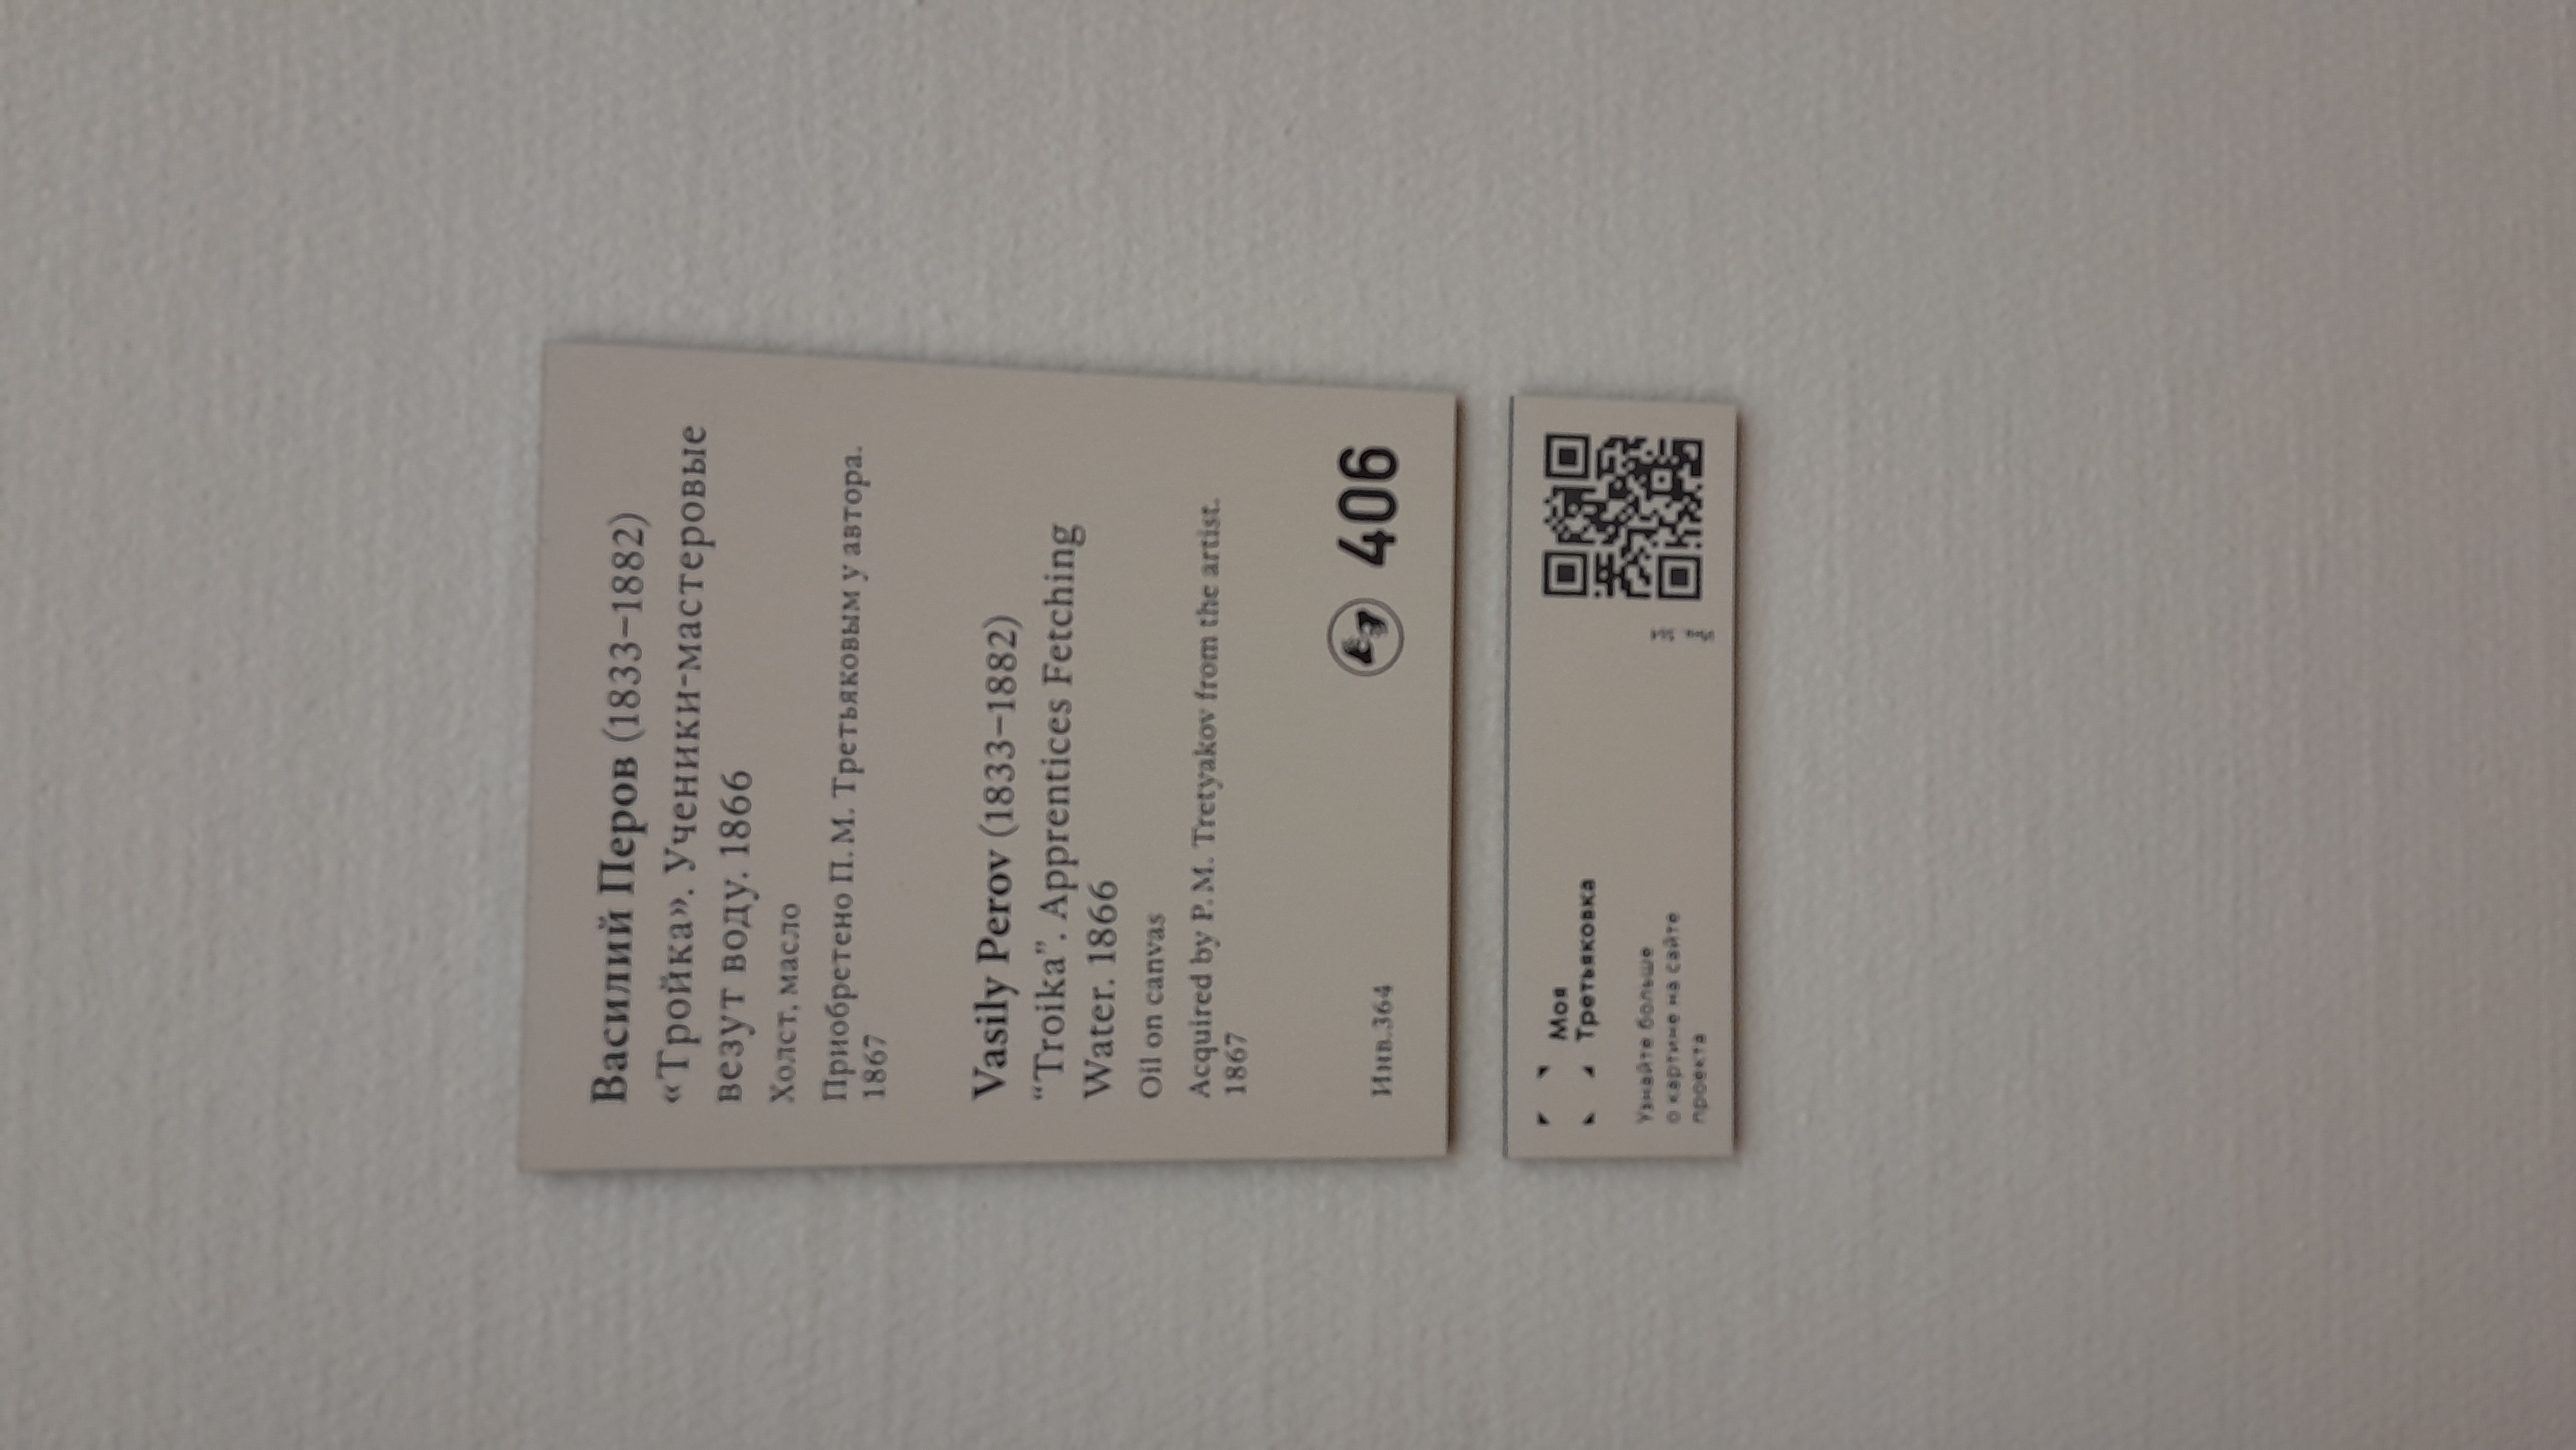 Василий Перов (1833–1882)
«Тройка». Ученики-мастеровые
везут воду. 1866
Холст, масло
Приобретено П. М. Третьяковым у автора.
1867
Vasily Perov (1833–1882)
“Troika”. Apprentices Fetching
Water. 1866
Oil on canvas
Acquired by P. M. Tretyakov from the artist.
1867
Инв.364
406
Моя
Третьяковка
Узнайте больше
о картине на сайте
проекта
Инв. 364